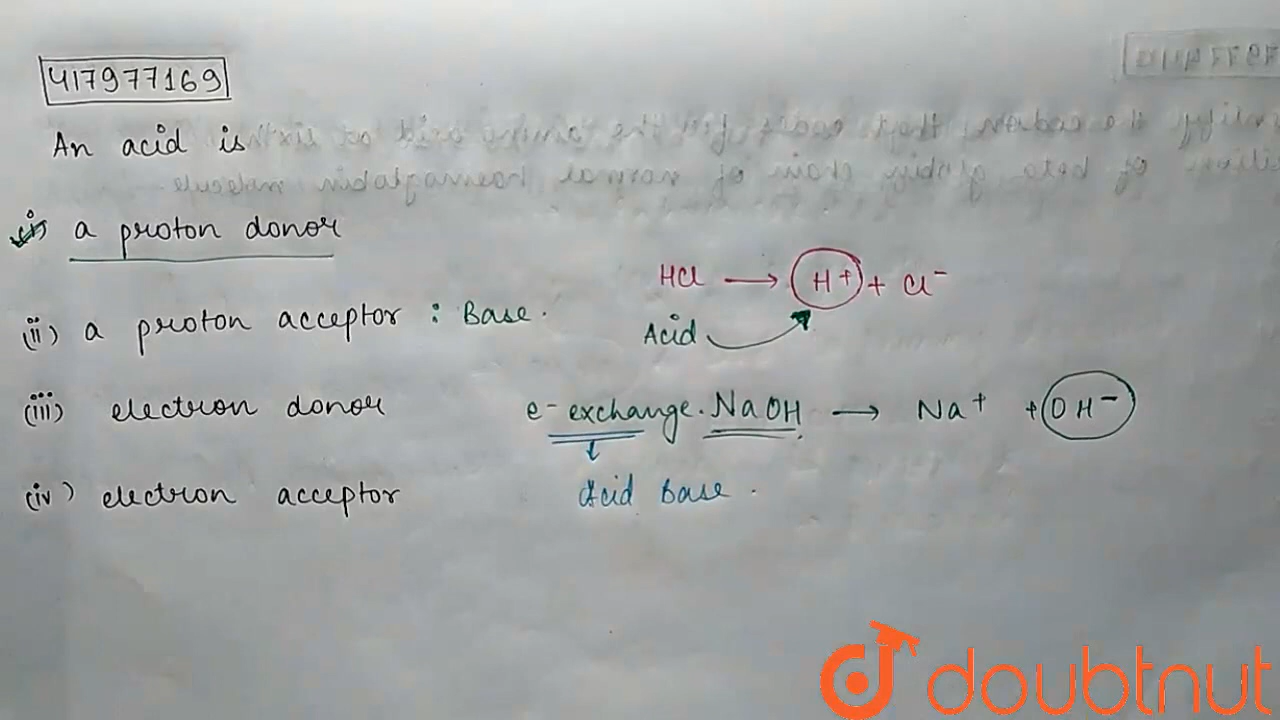 417977169
An acid is
(i) a proton donor
HCl → H+ + Cl-
(ii) a proton acceptor : Base.
Acid
(iii) electron donor
e- exchange. NaOH → Na+ + OH-
(iv) electron acceptor
Acid Base.
doubtnut